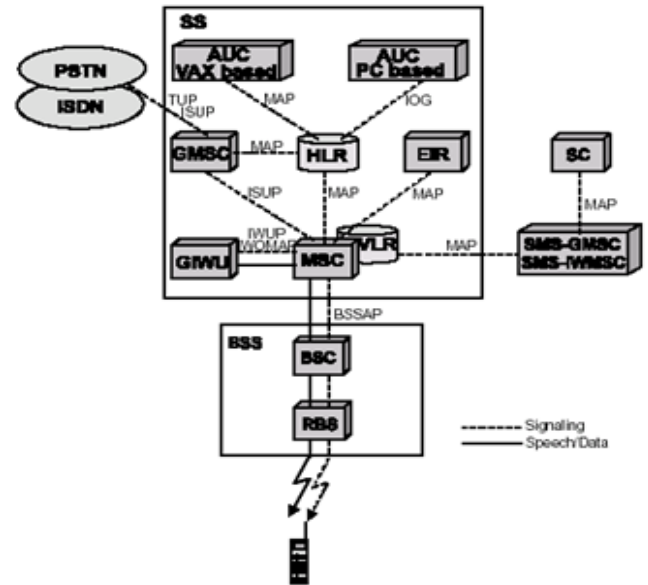 SS
AUC
VAX based
AUC
PC based
PSTN
ISDN
TUP
ISUP
MAP
IOG
GMSC
MAP
HLR
EIR
SC
ISUP
MAP
MAP
MAP
IWUP
IWOMAP
GIWU
MSC
VLR
MAP
SMS-GMSC
SMS-IWMSC
BSSAP
BSS
BSC
RBS
Signaling
Speech/Data